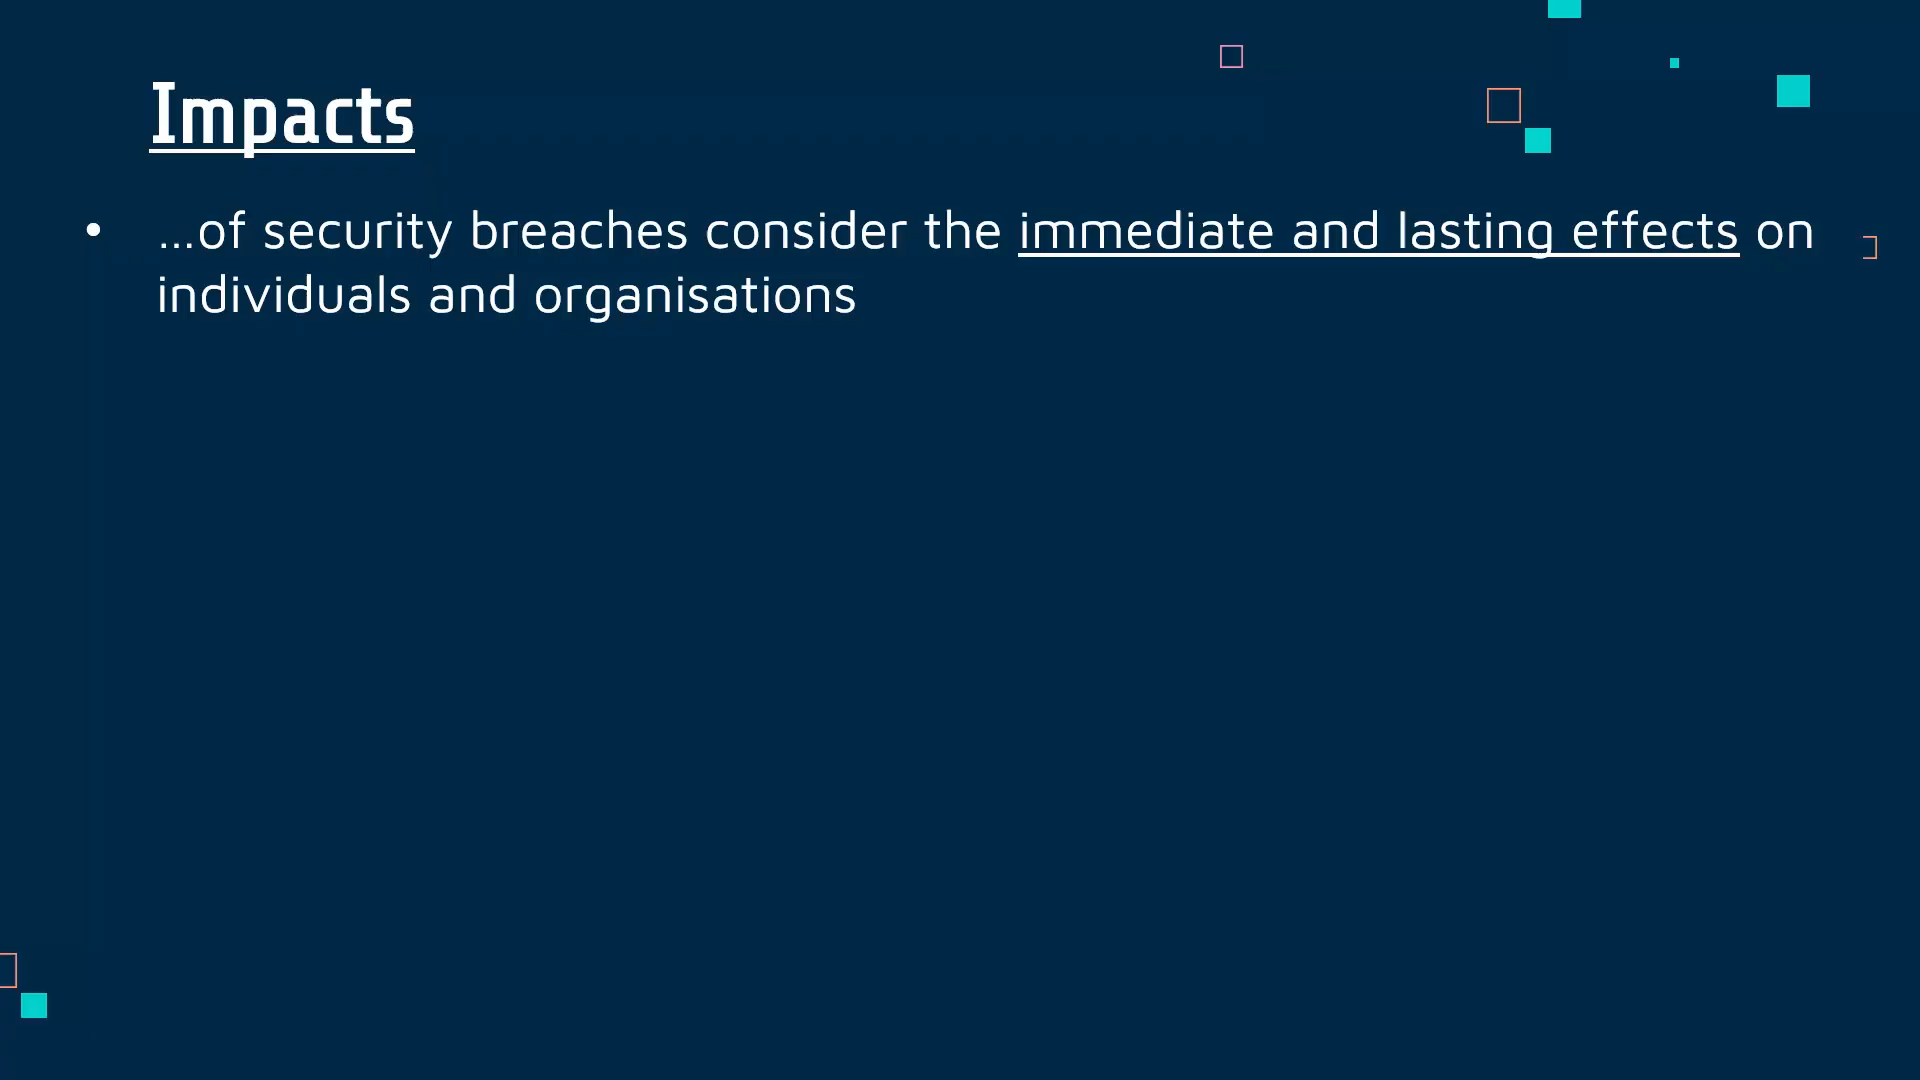 Impacts
• ...of security breaches consider the immediate and lasting effects on
individuals and organisations